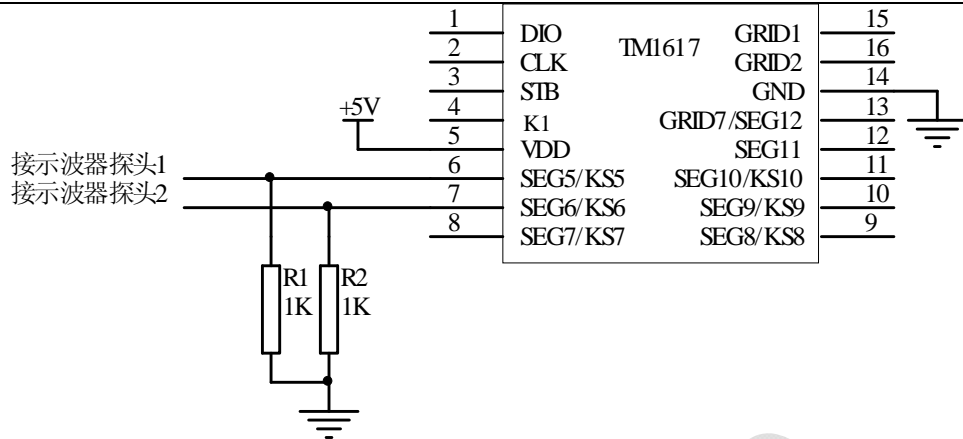 1 DIO GRID1 15
2 CLK TM1617 GRID2 16
3 STB GND 14
+5V 4 K1 GRID7/SEG12 13
5 VDD SEG11 12
接示波器探头1 6 SEG5/KS5 SEG10/KS10 11
接示波器探头2 7 SEG6/KS6 SEG9/KS9 10
8 SEG7/KS7 SEG8/KS8 9
R1 R2
1K 1K